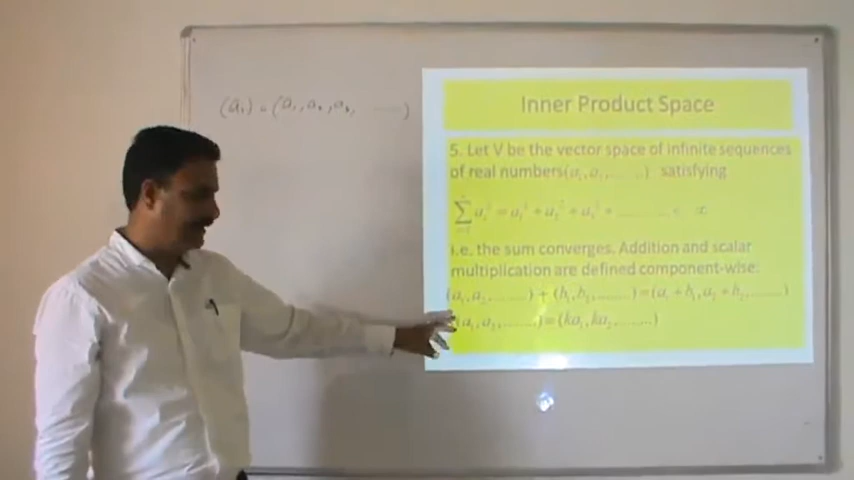 (a₁) = (a₁, a₂, a₃, ........)
Inner Product Space
5. Let V be the vector space of infinite sequences
of real numbers(a₁,a₂........) satisfying
∑ aᵢ² = a₁² + a₂² + a₃² + ............ < ∞
i.e. the sum converges. Addition and scalar
multiplication are defined component-wise.
(a₁,a₂........) + (b₁,b₂........) = (a₁ + b₁,a₂ + b₂........)
(a₁,a₂........) = (ka₁,ka₂........)